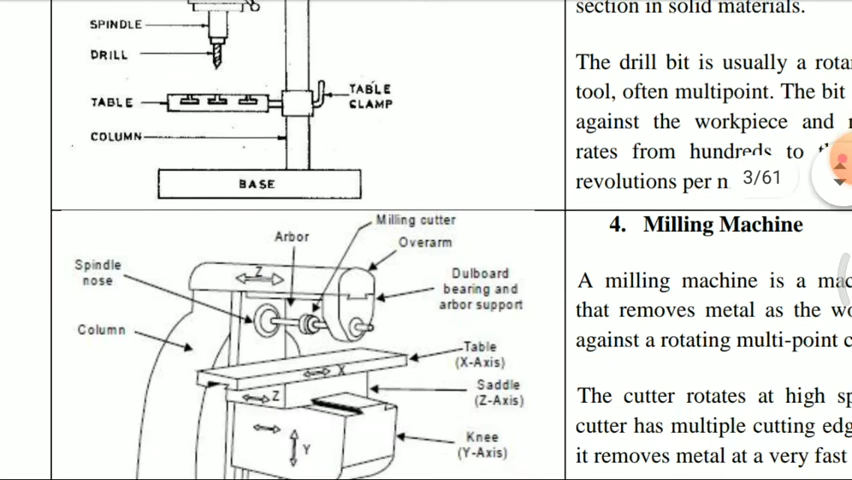 SPINDLE
DRILL
TABLE
TABLE
CLAMP
COLUMN
BASE
section in solid materials.
The drill bit is usually a
tool, often multipoint. The bit
against the workpiece and
rates from hundreds to
revolutions per
3/61
Milling cutter
Arbor
Overarm
Z
Spindle
nose
Dulboard
bearing and
arbor support
Column
Table
(X-Axis)
X
Saddle
(Z-Axis)
Z
Knee
(Y-Axis)
Y
4. Milling Machine
A milling machine is a
that removes metal as the
against a rotating multi-point
The cutter rotates at high
cutter has multiple cutting
it removes metal at a very fast